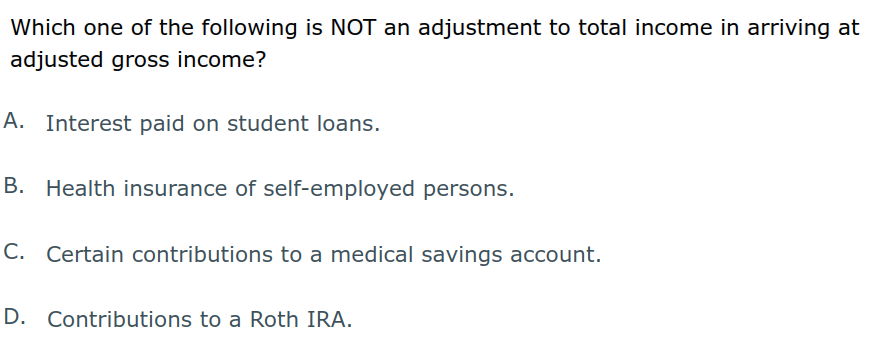 Which one of the following is NOT an adjustment to total income in arriving at
adjusted gross income?
A. Interest paid on student loans.
B. Health insurance of self-employed persons.
C. Certain contributions to a medical savings account.
D. Contributions to a Roth IRA.